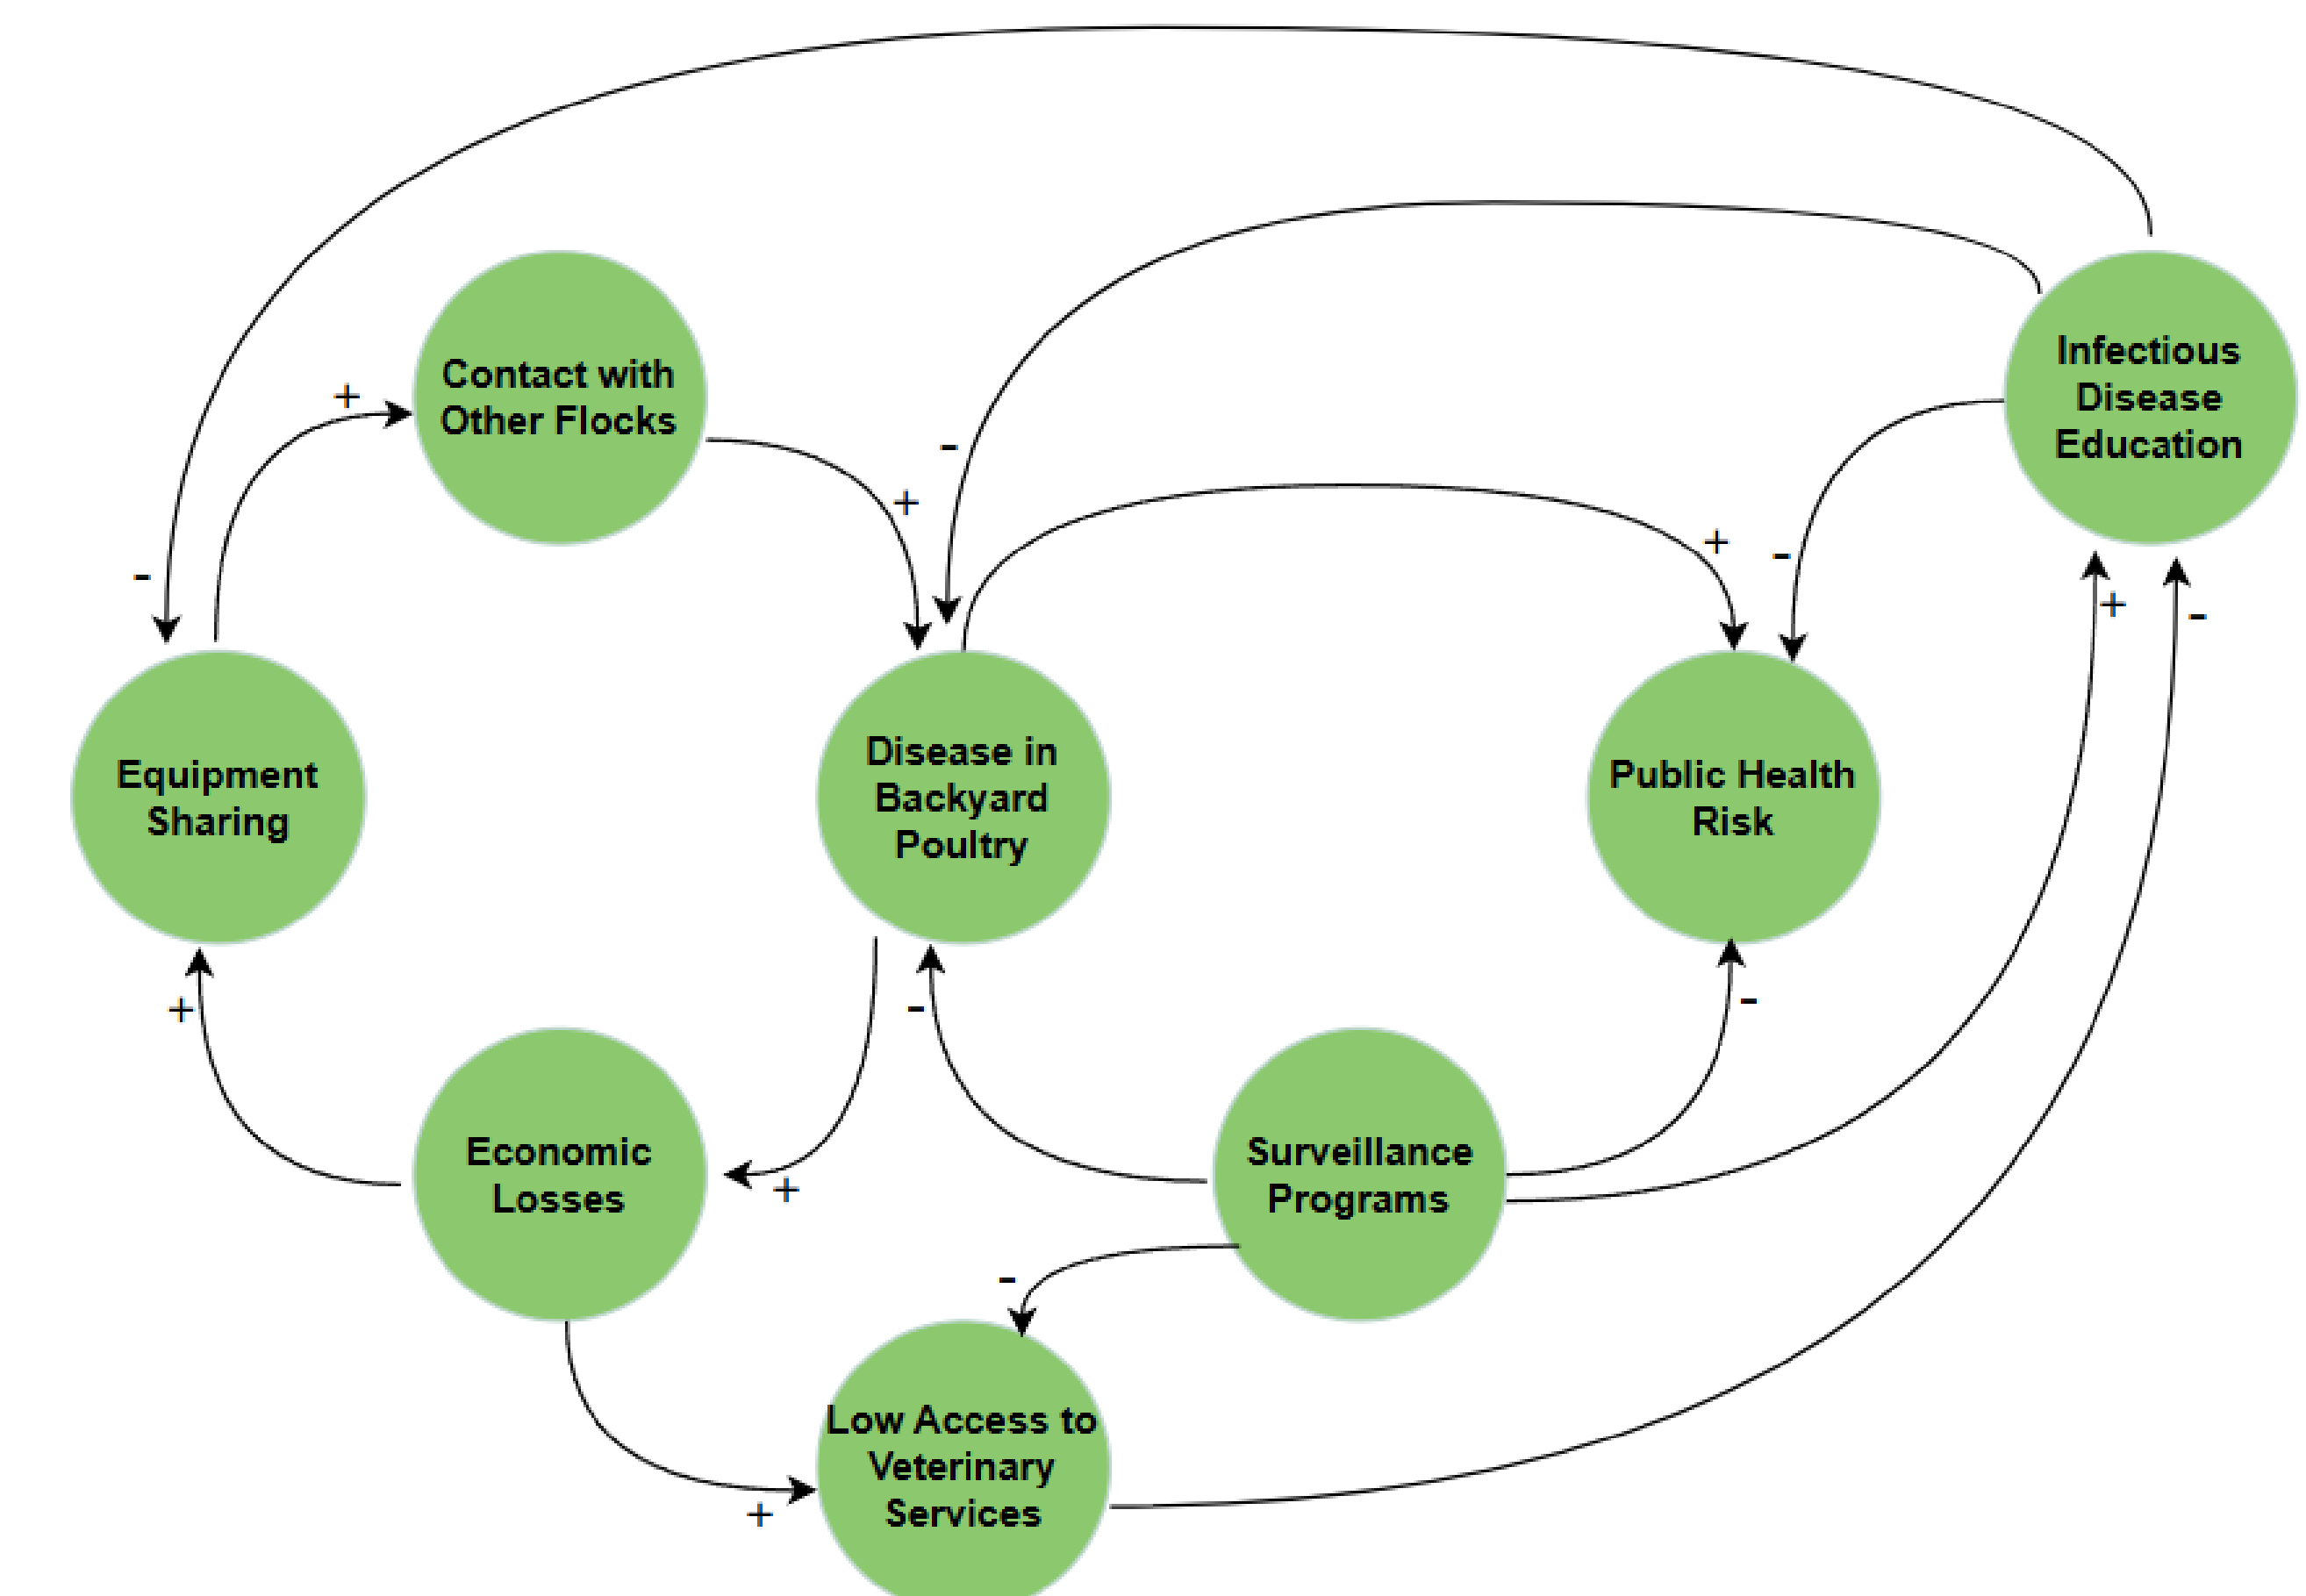 Contact with
Other Flocks
Infectious
Disease
Education
+
-
+
+
-
-
+
-
-
Equipment
Sharing
Disease in
Backyard
Poultry
Public Health
Risk
+
-
-
Economic
Losses
+
Surveillance
Programs
-
+
Low Access to
Veterinary
Services